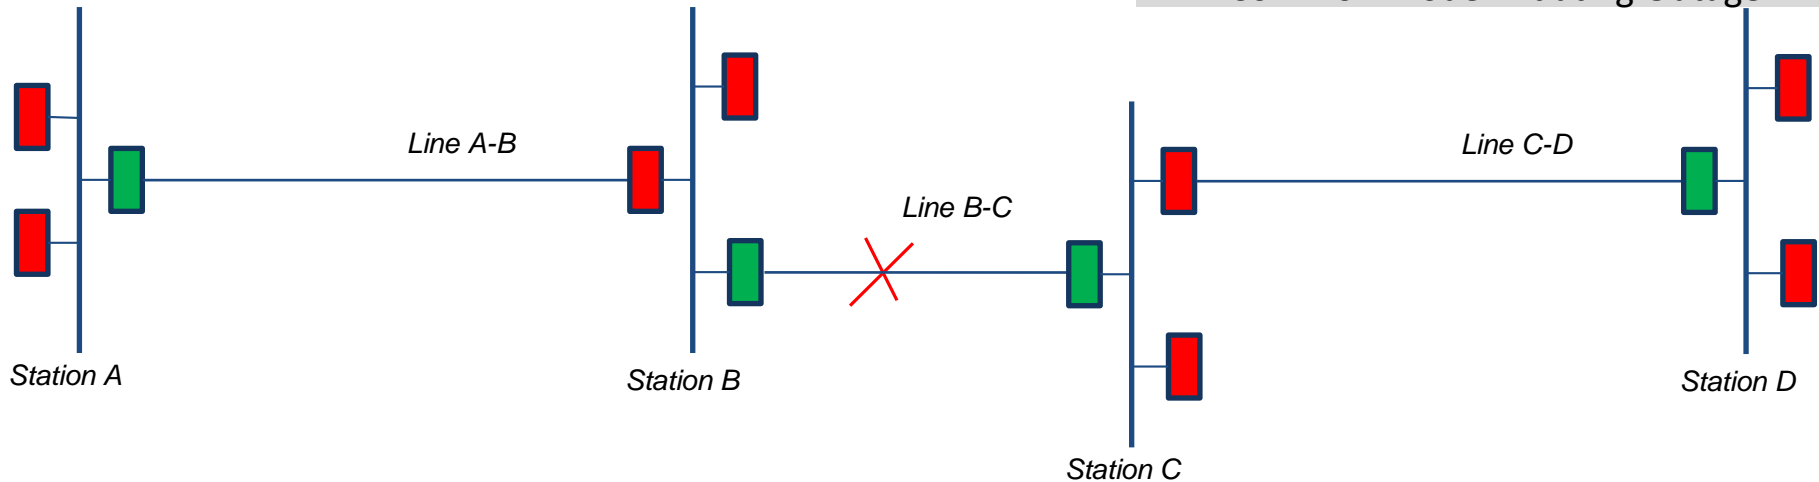 Line A-B
Line C-D
Line B-C
Station A
Station B
Station D
Station C